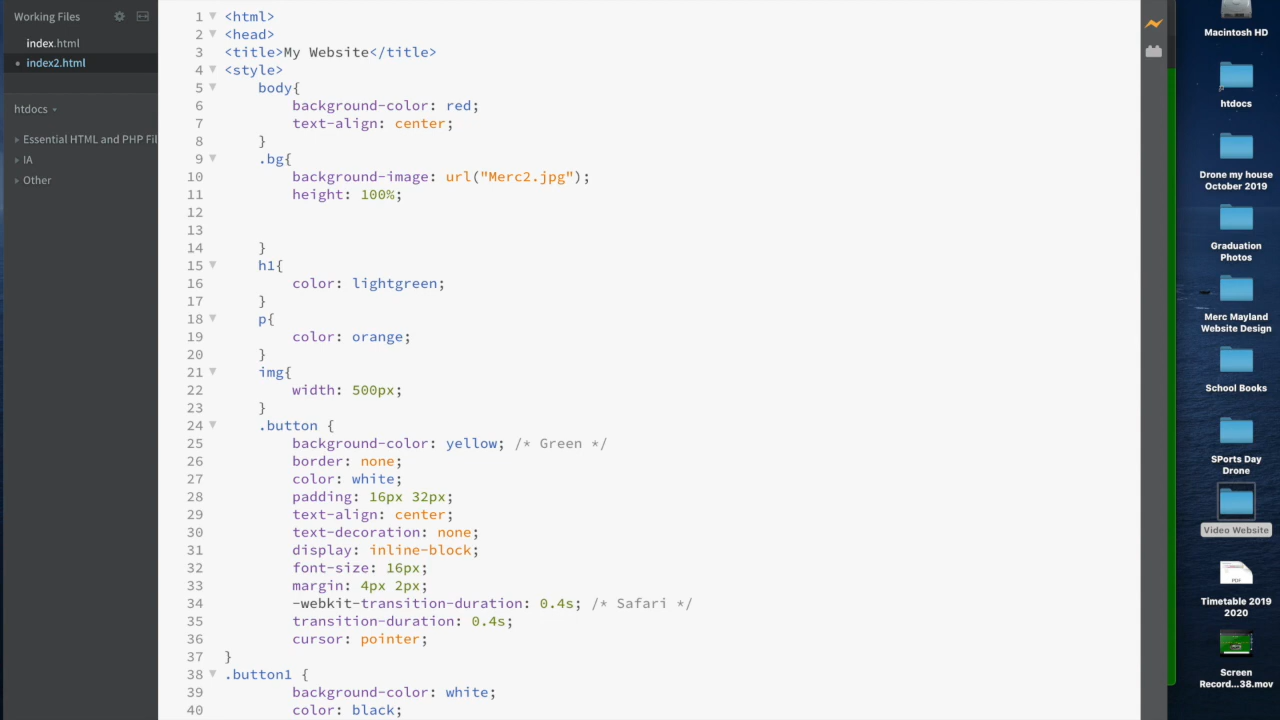 Working Files
index.html
index2.html
htdocs
Essential HTML and PHP Fil
IA
Other
1 <html>
2 <head>
3 <title>My Website</title>
4 <style>
5 body{
6 background-color: red;
7 text-align: center;
8 }
9 .bg{
10 background-image: url("Merc2.jpg");
11 height: 100%;
12
13
14 }
15 h1{
16 color: lightgreen;
17 }
18 p{
19 color: orange;
20 }
21 img{
22 width: 500px;
23 }
24 .button {
25 background-color: yellow; /* Green */
26 border: none;
27 color: white;
28 padding: 16px 32px;
29 text-align: center;
30 text-decoration: none;
31 display: inline-block;
32 font-size: 16px;
33 margin: 4px 2px;
34 -webkit-transition-duration: 0.4s; /* Safari */
35 transition-duration: 0.4s;
36 cursor: pointer;
37 }
38 .button1 {
39 background-color: white;
40 color: black;
Macintosh HD
htdocs
Drone my house
October 2019
Graduation
Photos
Merc Mayland
Website Design
School Books
SPorts Day
Drone
Video Website
PDF
Timetable 2019
2020
Screen
Record...38.mov